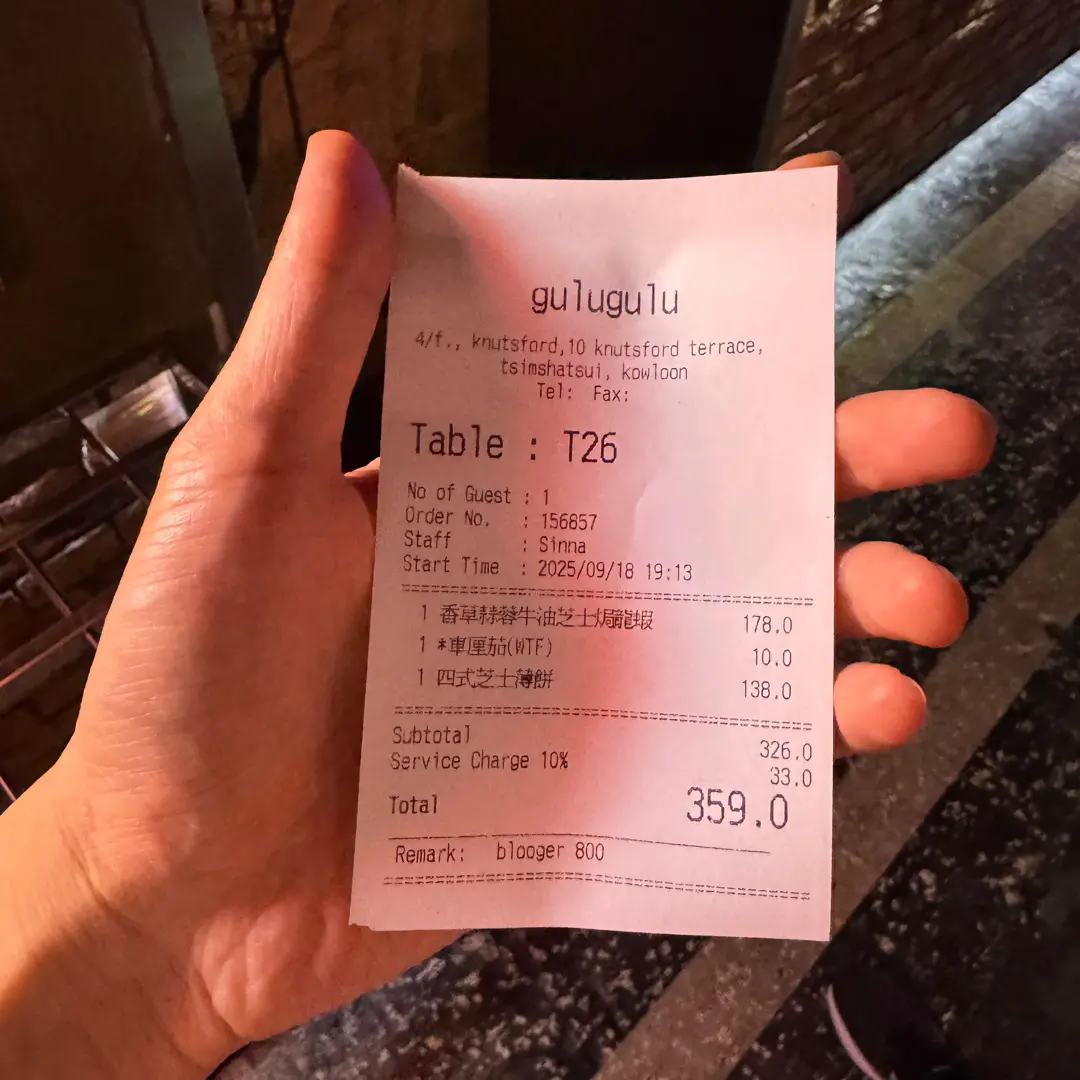 gulugulu
4/f., knutsford,10 knutsford terrace,
tsimshatsui, kowloon
Tel: Fax:
Table : T26
No of Guest : 1
Order No. : 156857
Staff : Sinna
Start Time : 2025/09/18 19:13
1 香草蒜蓉牛油芝士焗龍蝦 178.0
1 *車厘茄(WTF) 10.0
1 四式芝士薄餅 138.0
Subtotal 326.0
Service Charge 10% 33.0
Total 359.0
Remark: blooger 800